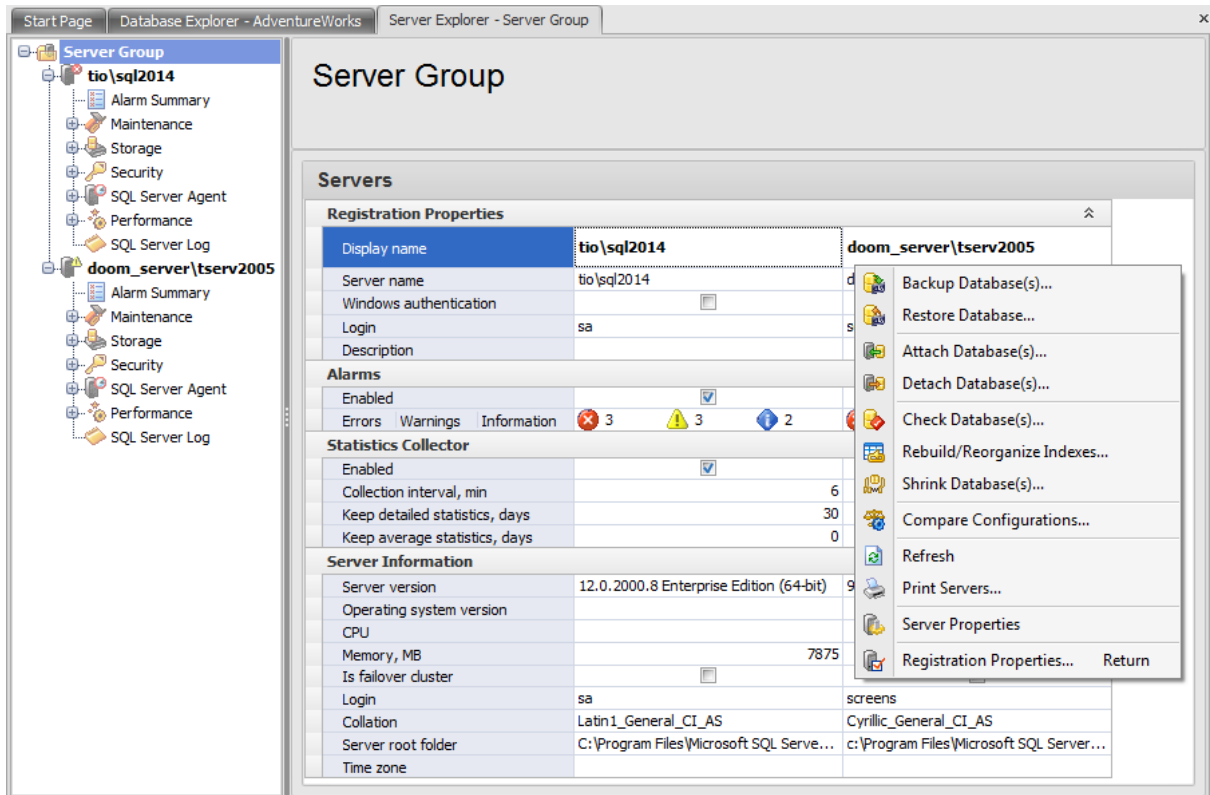 Start Page Database Explorer - AdventureWorks Server Explorer - Server Group
Server Group
tio\sql2014
Alarm Summary
Maintenance
Storage
Security
SQL Server Agent
Performance
SQL Server Log
doom_server\tserv2005
Alarm Summary
Maintenance
Storage
Security
SQL Server Agent
Performance
SQL Server Log
Server Group
Servers
Registration Properties
Display name tio\sql2014 doom_server\tserv2005
Server name tio\sql2014 d
Windows authentication
Login sa s
Description
Alarms
Enabled
Errors Warnings Information 3 3 2
Statistics Collector
Enabled
Collection interval, min 6
Keep detailed statistics, days 30
Keep average statistics, days 0
Server Information
Server version 12.0.2000.8 Enterprise Edition (64-bit) 9
Operating system version
CPU
Memory, MB 7875
Is failover cluster
Login sa screens
Collation Latin1_General_CI_AS Cyrillic_General_CI_AS
Server root folder C:\Program Files\Microsoft SQL Serve... c:\Program Files\Microsoft SQL Server...
Time zone
Backup Database(s)...
Restore Database...
Attach Database(s)...
Detach Database(s)...
Check Database(s)...
Rebuild/Reorganize Indexes...
Shrink Database(s)...
Compare Configurations...
Refresh
Print Servers...
Server Properties
Registration Properties... Return